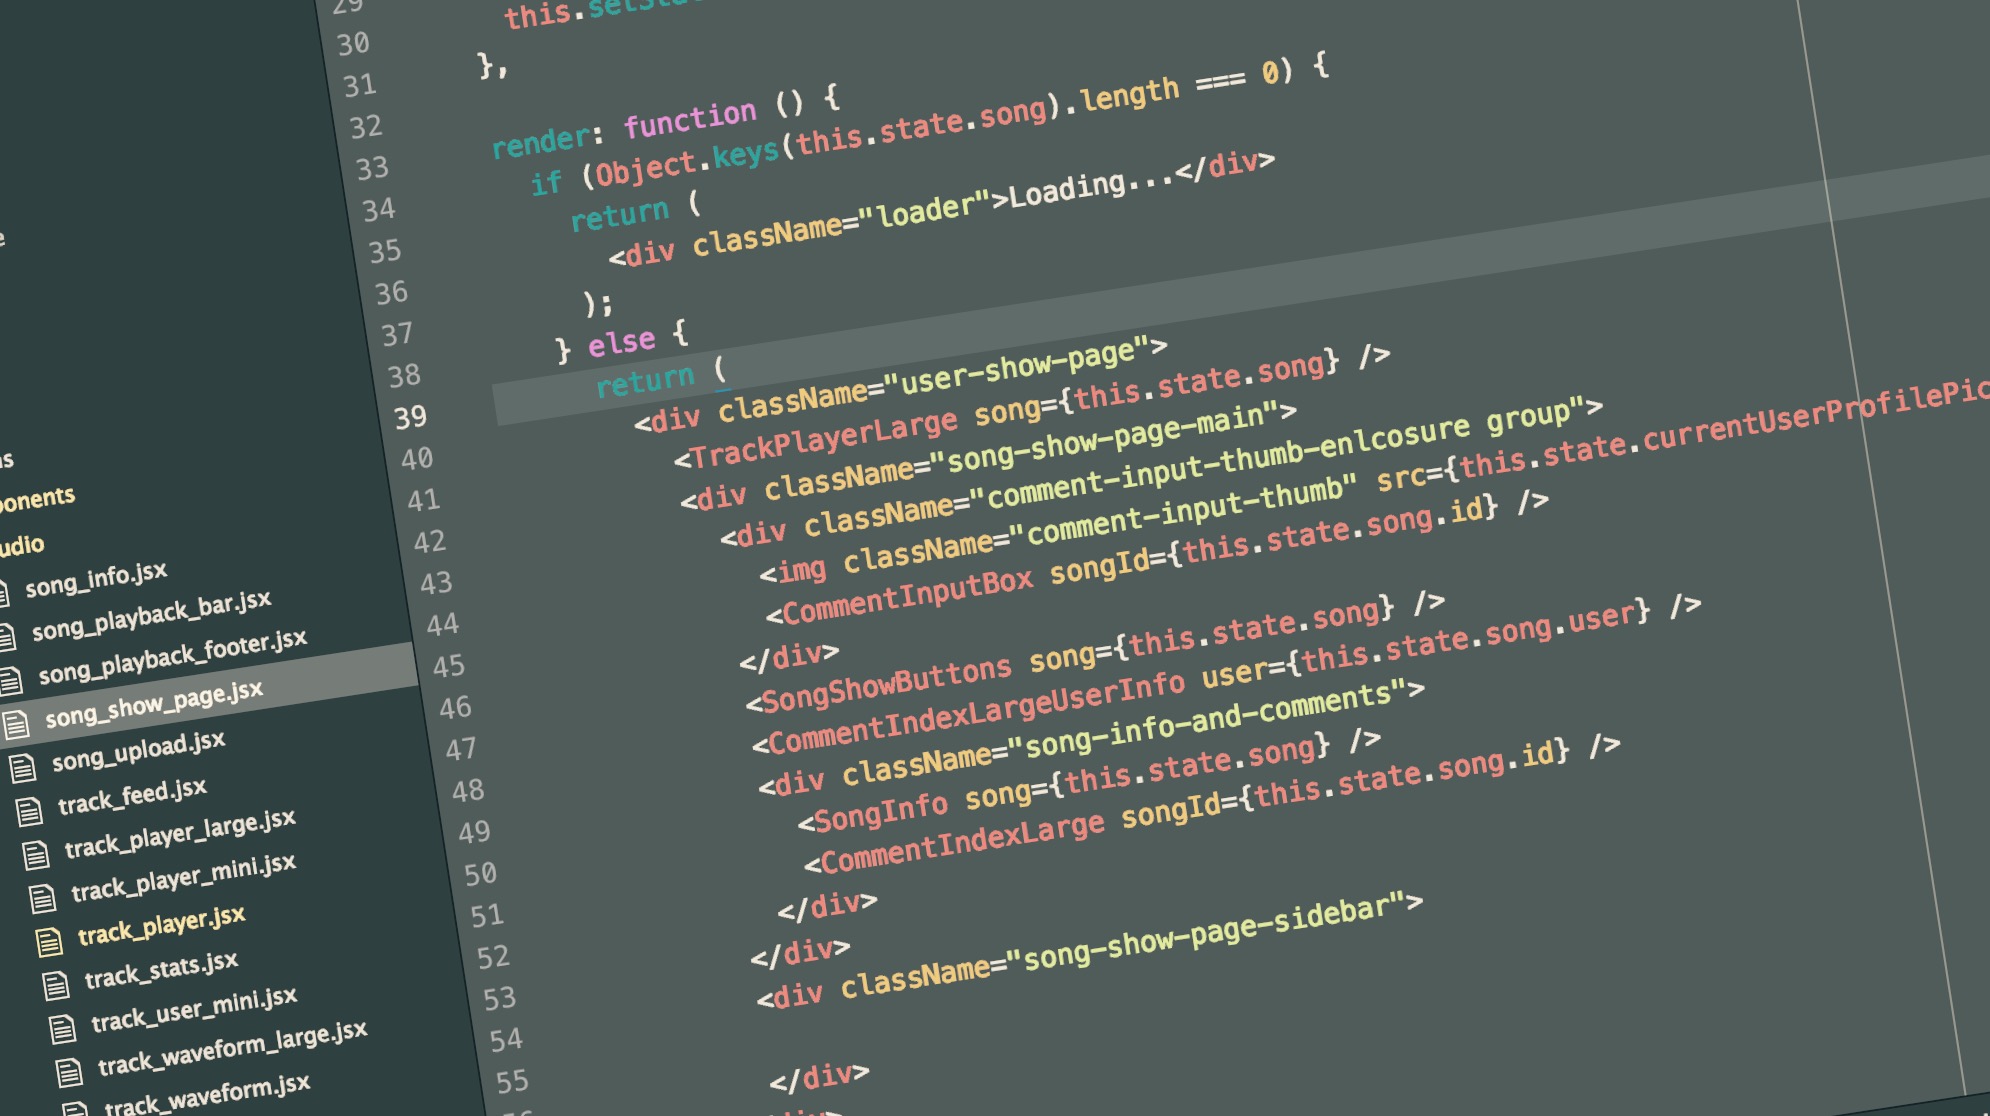 29
30
31
32
33
34
35
36
37
38
39
40
41
42
43
44
45
46
47
48
49
50
51
52
53
54
55
this.
},
render: function () {
if (Object.keys(this.state.song).length === 0) {
return (
<div className="loader">Loading...</div>
);
} else {
return (
<div className="user-show-page">
<TrackPlayerLarge song={this.state.song} />
<div className="song-show-page-main">
<div className="comment-input-thumb-enlcosure group">
<img className="comment-input-thumb" src={this.state.currentUserProfilePic
<CommentInputBox songId={this.state.song.id} />
</div>
<SongShowButtons song={this.state.song} />
<CommentIndexLargeUserInfo user={this.state.song.user} />
<div className="song-info-and-comments">
<SongInfo song={this.state.song} />
<CommentIndexLarge songId={this.state.song.id} />
</div>
</div>
<div className="song-show-page-sidebar">
</div>
song_info.jsx
song_playback_bar.jsx
song_playback_footer.jsx
song_show_page.jsx
song_upload.jsx
track_feed.jsx
track_player_large.jsx
track_player_mini.jsx
track_player.jsx
track_stats.jsx
track_user_mini.jsx
track_waveform_large.jsx
track_waveform.jsx